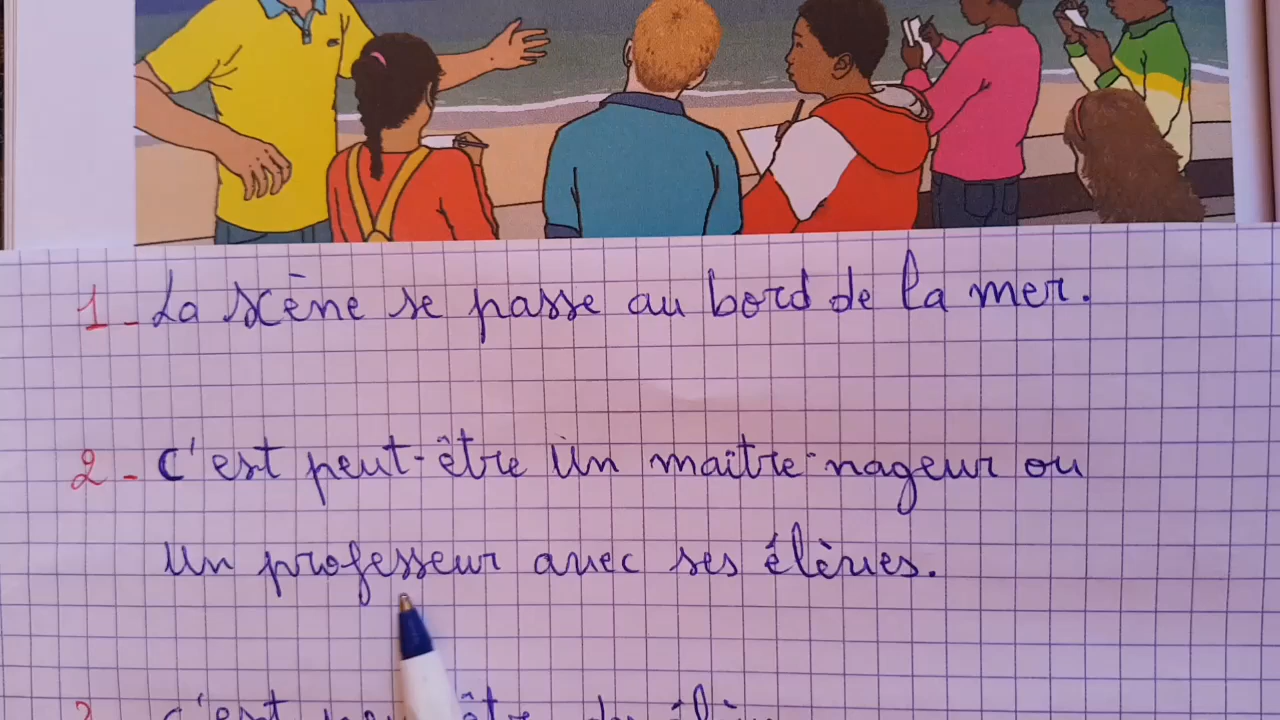 1 - La scène se passe au bord de la mer.
2 - C'est peut-être un maître-nageur ou
un professeur avec ses élèves.
c'est